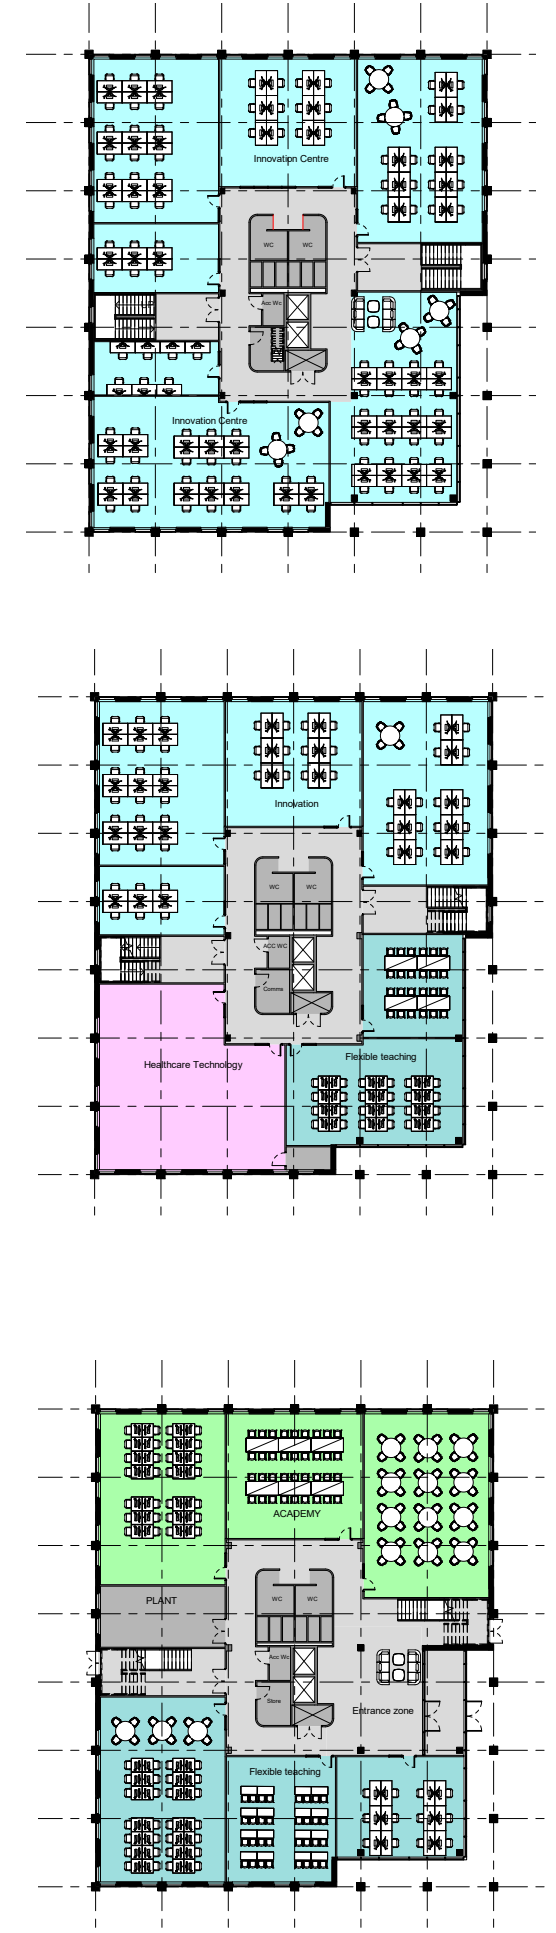 Innovation Centre
WC
WC
Acc Wc
Innovation Centre
Innovation
WC
WC
ACC WC
Comms
Healthcare Technology
Flexible teaching
ACADEMY
PLANT
WC
WC
Acc Wc
Store
Entrance zone
Flexible teaching